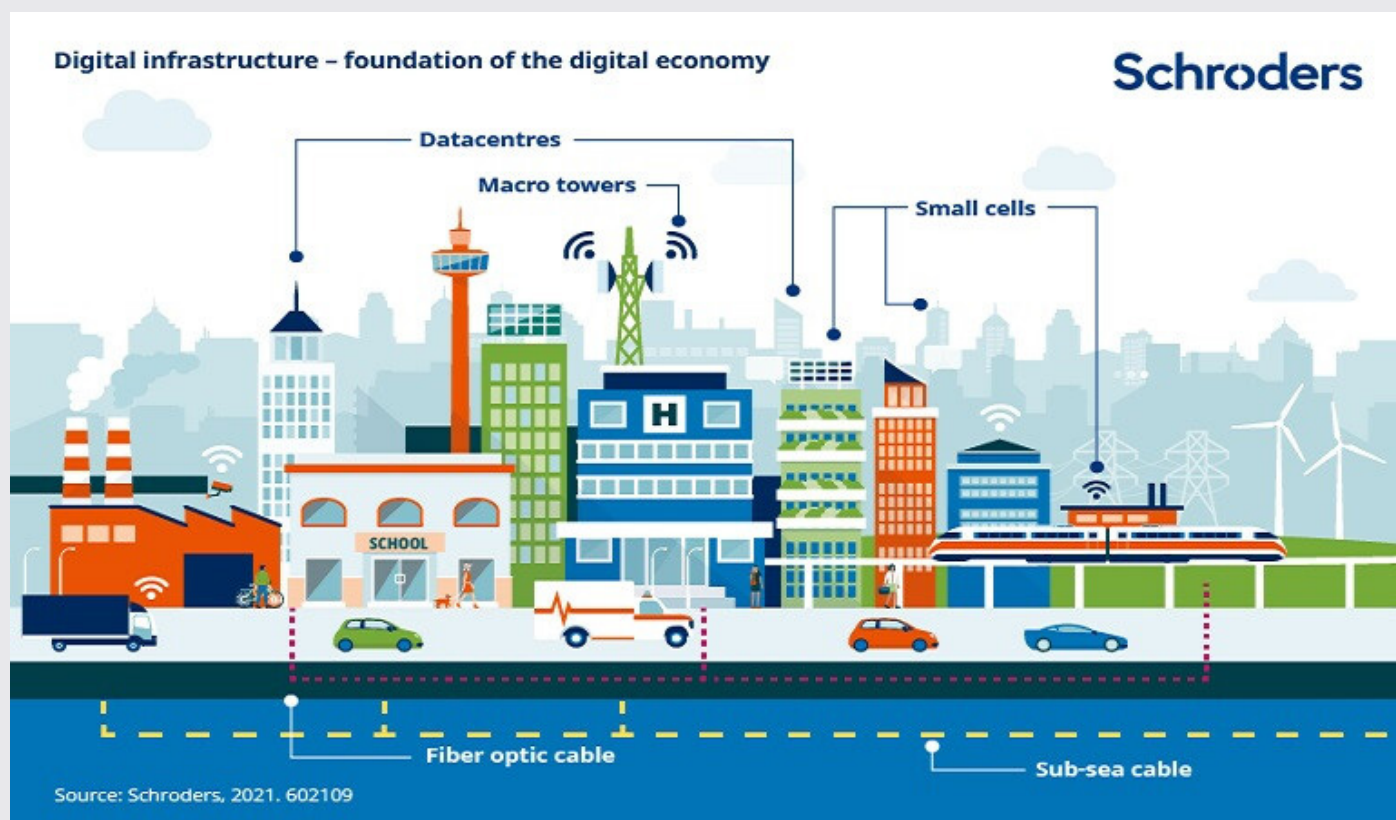 Digital infrastructure – foundation of the digital economy
Schroders
Datacentres
Macro towers
Small cells
H
SCHOOL
Fiber optic cable
Sub-sea cable
Source: Schroders, 2021. 602109